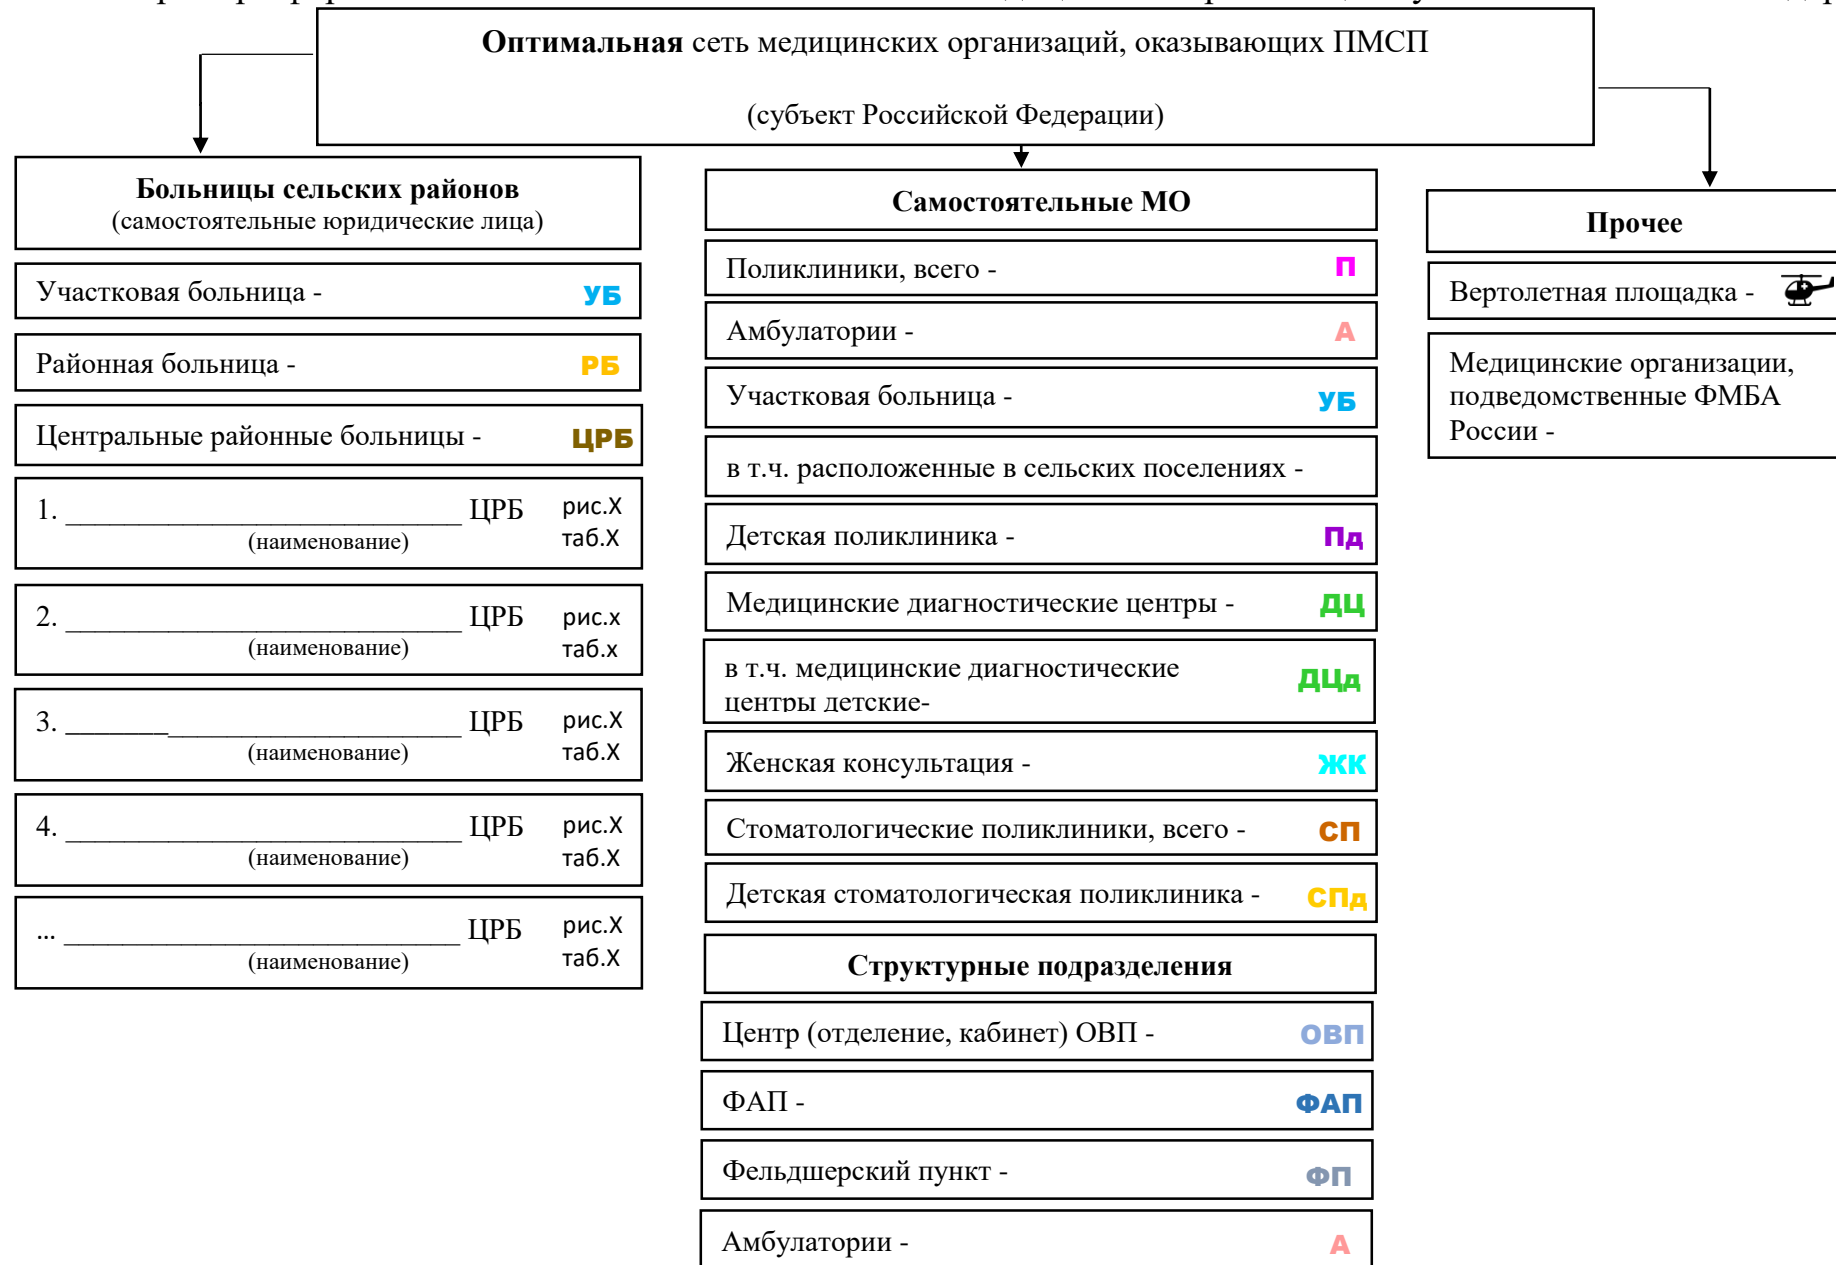 Оптимальная сеть медицинских организаций, оказывающих ПМСП
(субъект Российской Федерации)
Больницы сельских районов
(самостоятельные юридические лица)
Участковая больница - УБ
Районная больница - РБ
Центральные районные больницы - ЦРБ
1. ___________________________ ЦРБ рис.X
(наименование) таб.X
2. ___________________________ ЦРБ рис.x
(наименование) таб.x
3. ___________________________ ЦРБ рис.X
(наименование) таб.X
4. ___________________________ ЦРБ рис.X
(наименование) таб.X
... ___________________________ ЦРБ рис.X
(наименование) таб.X
Самостоятельные МО
Поликлиники, всего - П
Амбулатории - А
Участковая больница - УБ
в т.ч. расположенные в сельских поселениях -
Детская поликлиника - Пд
Медицинские диагностические центры - ДЦ
в т.ч. медицинские диагностические ДЦд
центры детские-
Женская консультация - ЖК
Стоматологические поликлиники, всего - СП
Детская стоматологическая поликлиника - СПд
Структурные подразделения
Центр (отделение, кабинет) ОВП - ОВП
ФАП - ФАП
Фельдшерский пункт - ФП
Амбулатории - А
Прочее
Вертолетная площадка -
Медицинские организации,
подведомственные ФМБА
России -